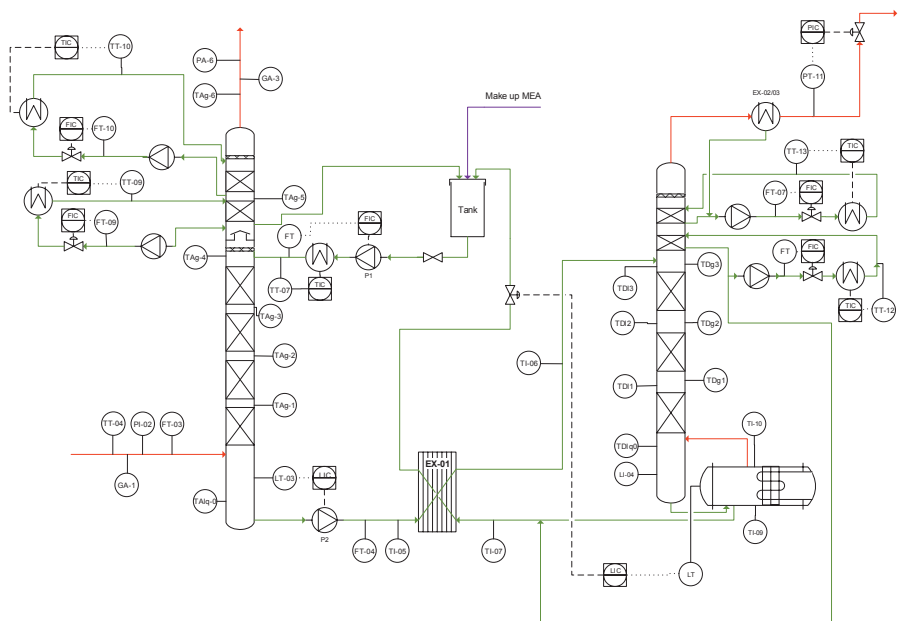 TIC
TT-10
PA-6
GA-3
TAg-6
FIC
FT-10
TIC
TT-09
FIC
FT-09
TAg-5
TAg-4
TAg-3
TAg-2
TAg-1
TT-04
PI-02
FT-03
GA-1
LT-03
LIC
TAlq-0
P2
FT-04
TI-05
EX-01
TI-07
Make up MEA
Tank
FIC
FT
P1
TT-07
TIC
TI-06
PIC
PT-11
EX-02/03
TT-13
TIC
FT-07
FIC
FT
FIC
TIC
TT-12
TDg3
TDl3
TDl2
TDg2
TDl1
TDg1
TDlq0
LI-04
TI-10
TI-09
LIC
LT